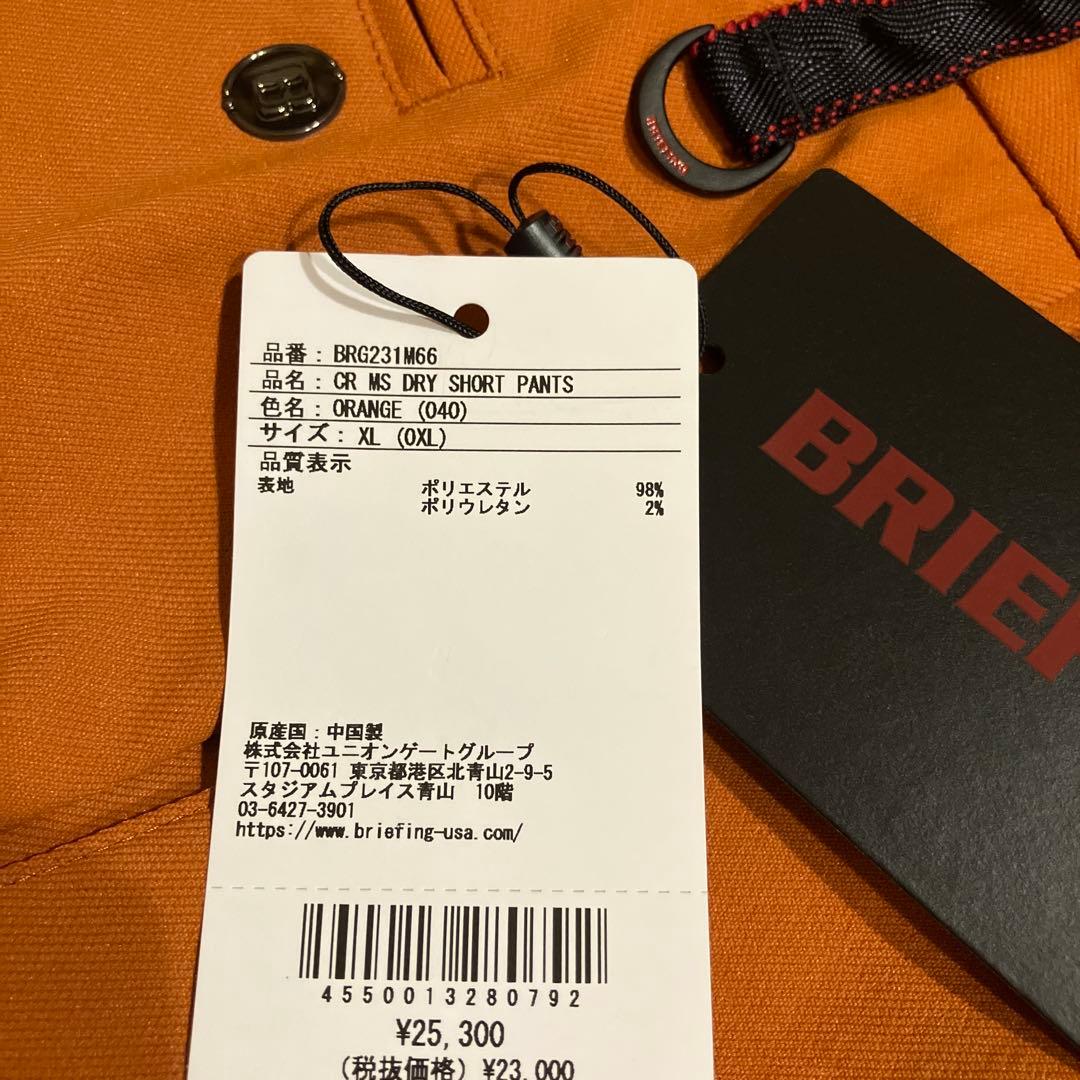 BRIEFING
品番： BRG231M66
品名： CR MS DRY SHORT PANTS
色名： ORANGE (040)
サイズ： XL (OXL)
品質表示
表地 ポリエステル 98%
ポリウレタン 2%
原産国：中国製
株式会社ユニオンゲートグループ
〒107-0061 東京都港区北青山2-9-5
スタジアムプレイス青山 10階
03-6427-3901
https://www.briefing-usa.com/
4550013280792
¥25,300
(税抜価格) ¥23,000
BRIEF